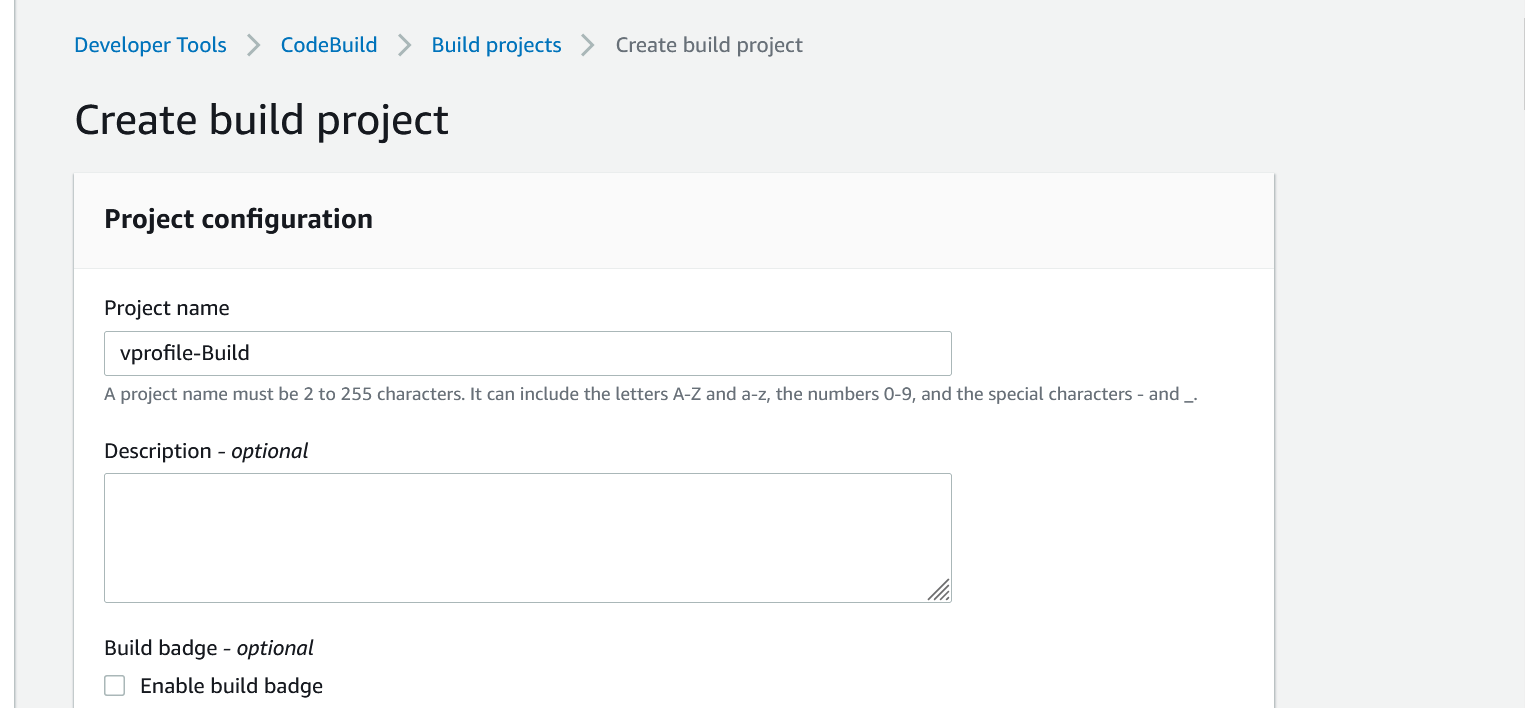 Developer Tools > CodeBuild > Build projects > Create build project
Create build project
Project configuration
Project name
vprofile-Build
A project name must be 2 to 255 characters. It can include the letters A-Z and a-z, the numbers 0-9, and the special characters - and _.
Description - optional
Build badge - optional
Enable build badge